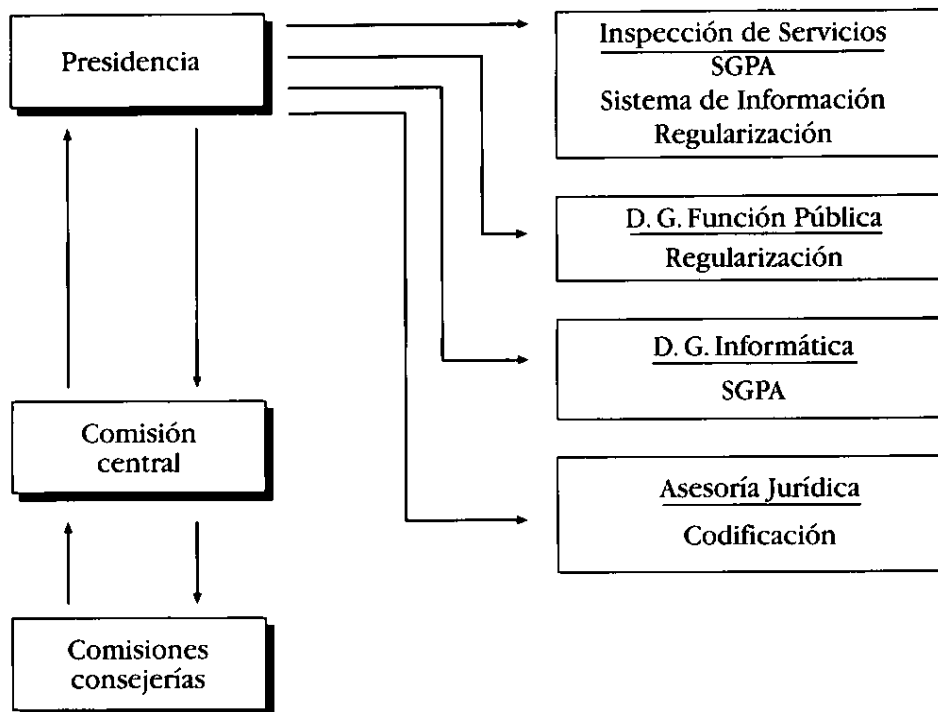 Presidencia
Inspección de Servicios
SGPA
Sistema de Información
Regularización
D. G. Función Pública
Regularización
D. G. Informática
SGPA
Comisión
central
Asesoría Jurídica
Codificación
Comisiones
consejerías